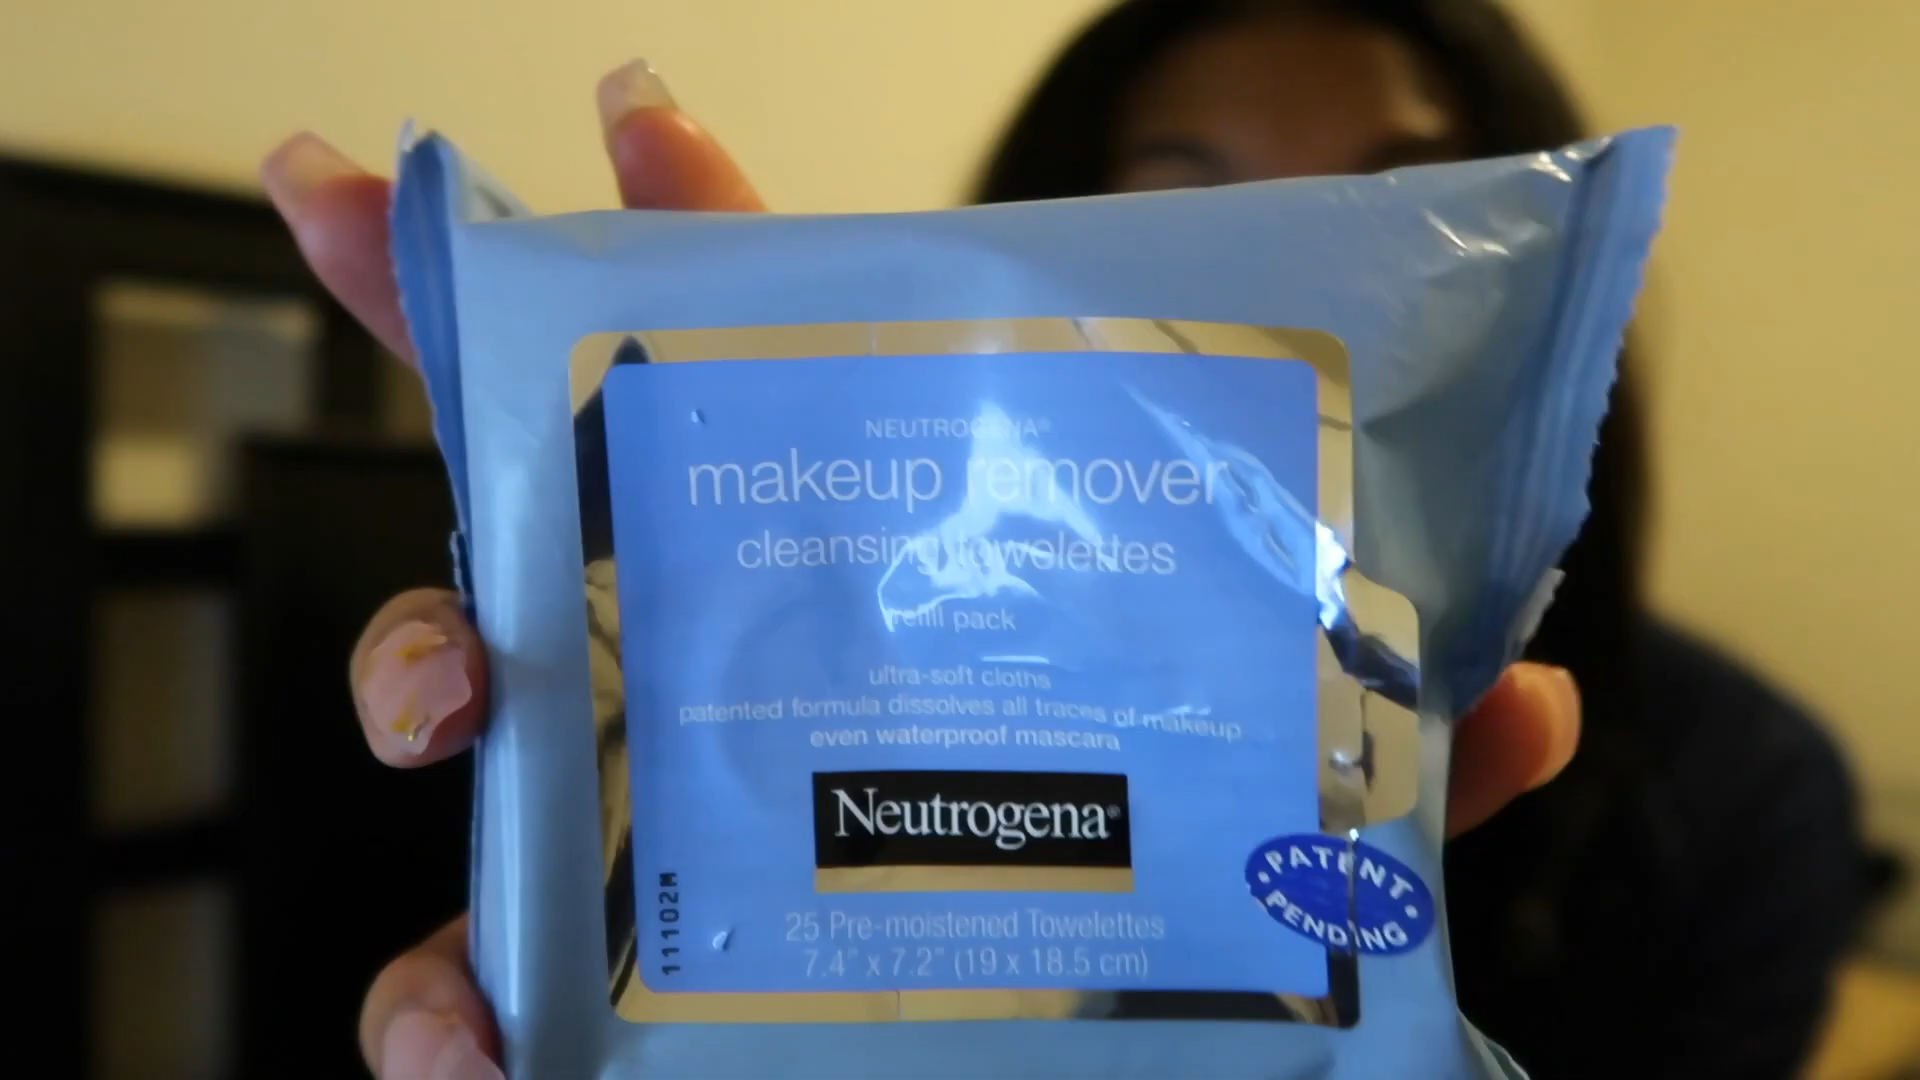 NEUTROGENA®
makeup remover
cleansing towelettes
refill pack
ultra-soft cloths
patented formula dissolves all traces of makeup
even waterproof mascara
Neutrogena®
25 Pre-moistened Towelettes
7.4" x 7.2" (19 x 18.5 cm)
11102M
•PATENT•
PENDING